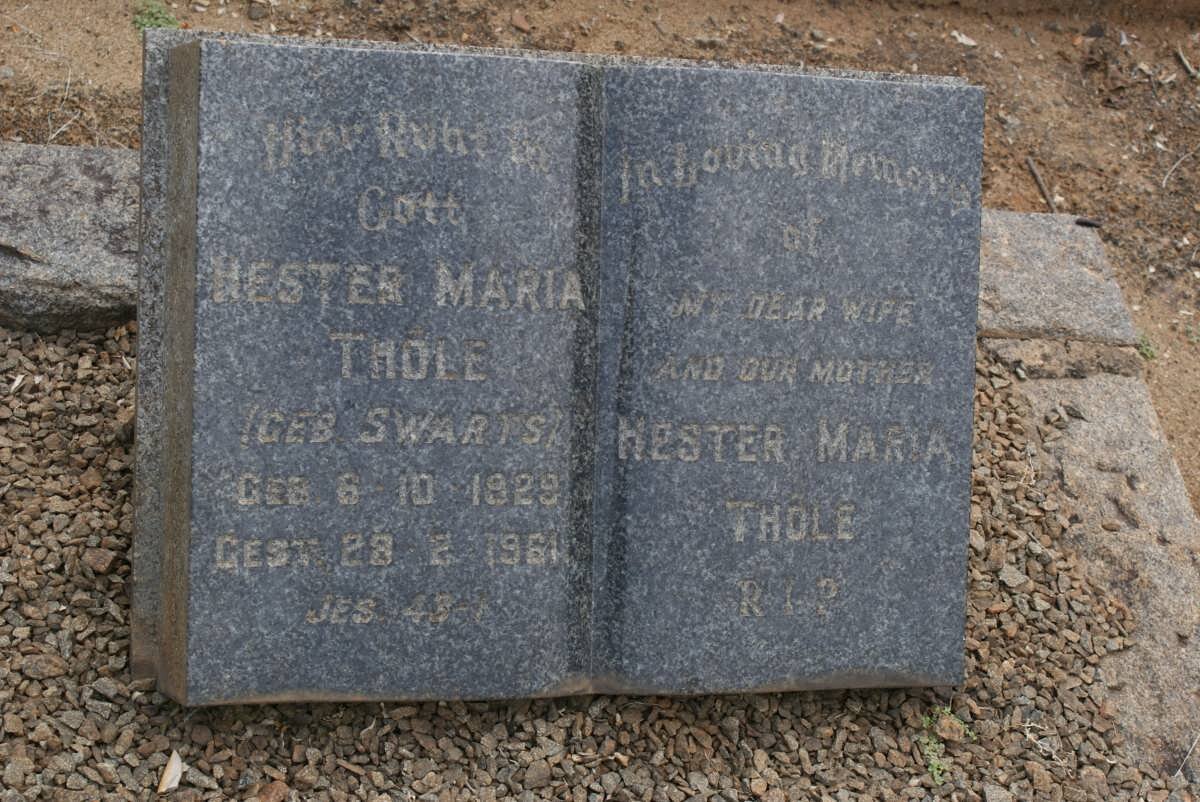 Hier Ruht in
Gott
HESTER MARIA
THÖLE
(GEB. SWARTS)
GEB. 6-10 1929
GEST. 28 2 1961
JES. 43-1
In Loving Memory
of
MY DEAR WIFE
AND OUR MOTHER
HESTER MARIA
THÖLE
R.I.P